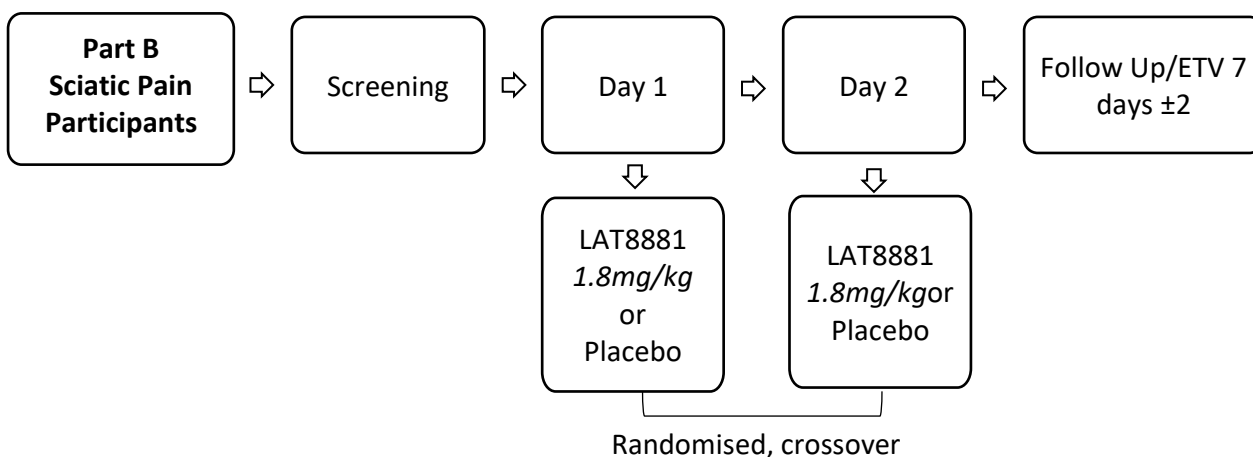 Part B
Sciatic Pain
Participants
Screening
Day 1
Day 2
Follow Up/ETV 7
days ±2
LAT8881
1.8mg/kg
or
Placebo
LAT8881
1.8mg/kgor
Placebo
Randomised, crossover